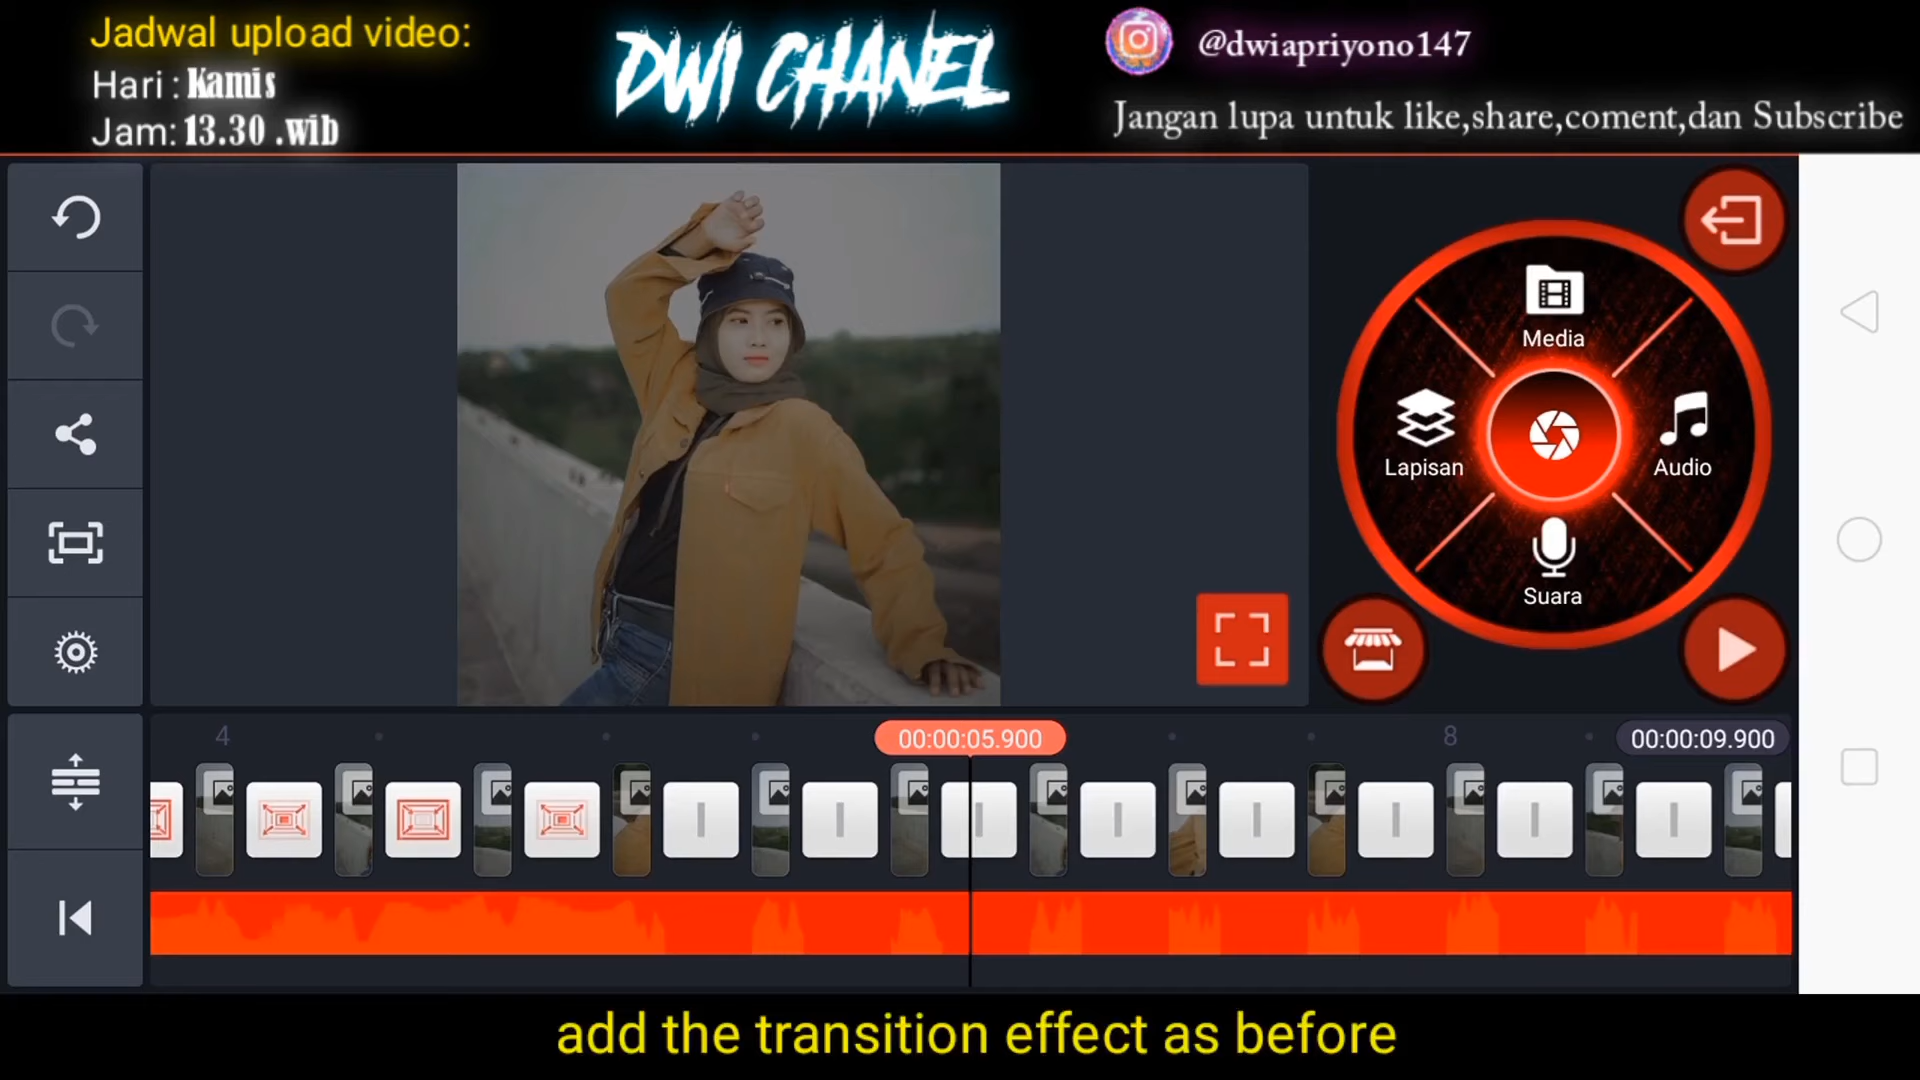 Jadwal upload video:
Hari : Kamis
Jam: 13.30 .wib
DWI CHANEL
@dwiapriyono147
Jangan lupa untuk like,share,coment,dan Subscribe
Media
Lapisan
Audio
Suara
4
00:00:05.900
8
00:00:09.900
add the transition effect as before